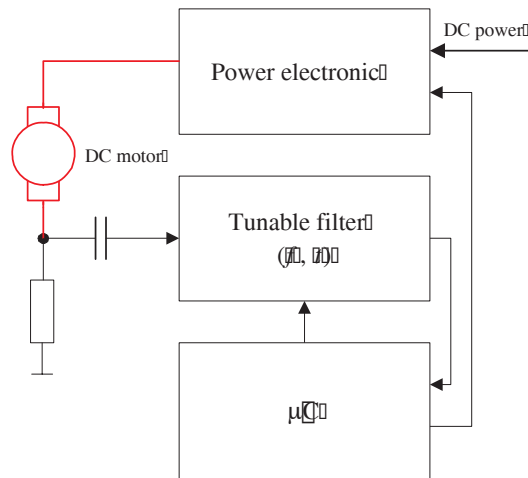 DC power
Power electronic
DC motor
Tunable filter
μC